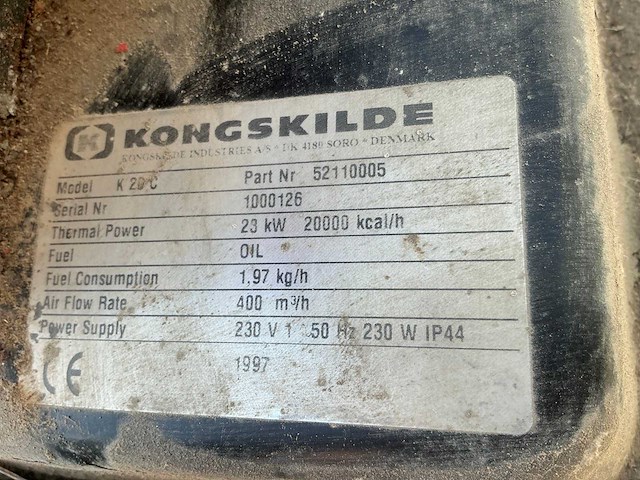 K KONGSKILDE
KONGSKILDE INDUSTRIES A/S * DK 4180 SORO * DENMARK
Model K 20 C Part Nr 52110005
Serial Nr 1000126
Thermal Power 23 kW 20000 kcal/h
Fuel OIL
Fuel Consumption 1,97 kg/h
Air Flow Rate 400 m³/h
Power Supply 230 V 1 50 Hz 230 W IP44
CE 1997